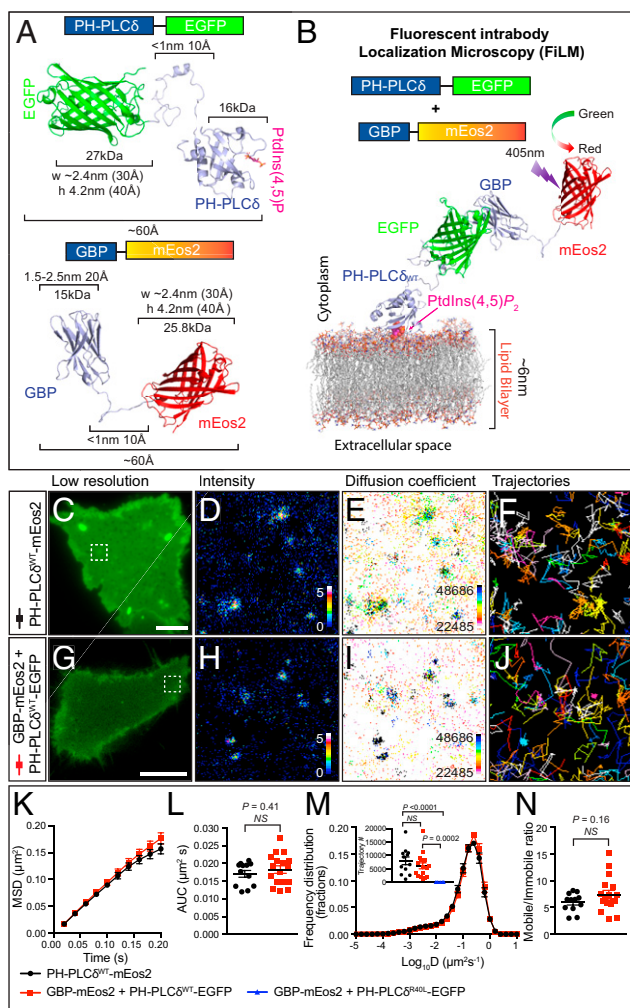 A
PH-PLCδ EGFP
<1nm 10Å
EGFP
16kDa
PtdIns(4,5)P
27kDa
w ~2.4nm (30Å)
h 4.2nm (40Å)
PH-PLCδ
~60Å
GBP mEos2
1.5-2.5nm 20Å
15kDa
w ~2.4nm (30Å)
h 4.2nm (40Å)
25.8kDa
GBP
mEos2
<1nm 10Å
~60Å
B
Fluorescent intrabody
Localization Microscopy (FiLM)
PH-PLCδ EGFP
+
GBP mEos2
Green
Red
405nm
GBP
EGFP
mEos2
PH-PLCδWT
PtdIns(4,5)P2
Cytoplasm
Lipid Bilayer
~6nm
Extracellular space
Low resolution Intensity Diffusion coefficient Trajectories
PH-PLCδWT-mEos2
C
D
5
0
E
48686
22485
F
GBP-mEos2 +
PH-PLCδWT-EGFP
G
H
5
0
I
48686
22485
J
K
MSD (µm²)
0.20
0.15
0.10
0.05
0.00
0.00 0.05 0.10 0.15 0.20
Time (s)
L
P = 0.41
NS
AUC (µm² s)
0.030
0.025
0.020
0.015
0.010
0.005
0
M
Frequency distribution
(fractions)
0.20
0.15
0.10
0.05
0.00
-5 -4 -3 -2 -1 0 1
Log10D (µm²s-1)
P <0.0001
NS
P = 0.0002
Trajectory #
20000
15000
10000
5000
0
N
P = 0.16
NS
Mobile/Immobile ratio
20
15
10
5
0
PH-PLCδWT-mEos2
GBP-mEos2 + PH-PLCδWT-EGFP
GBP-mEos2 + PH-PLCδR40L-EGFP